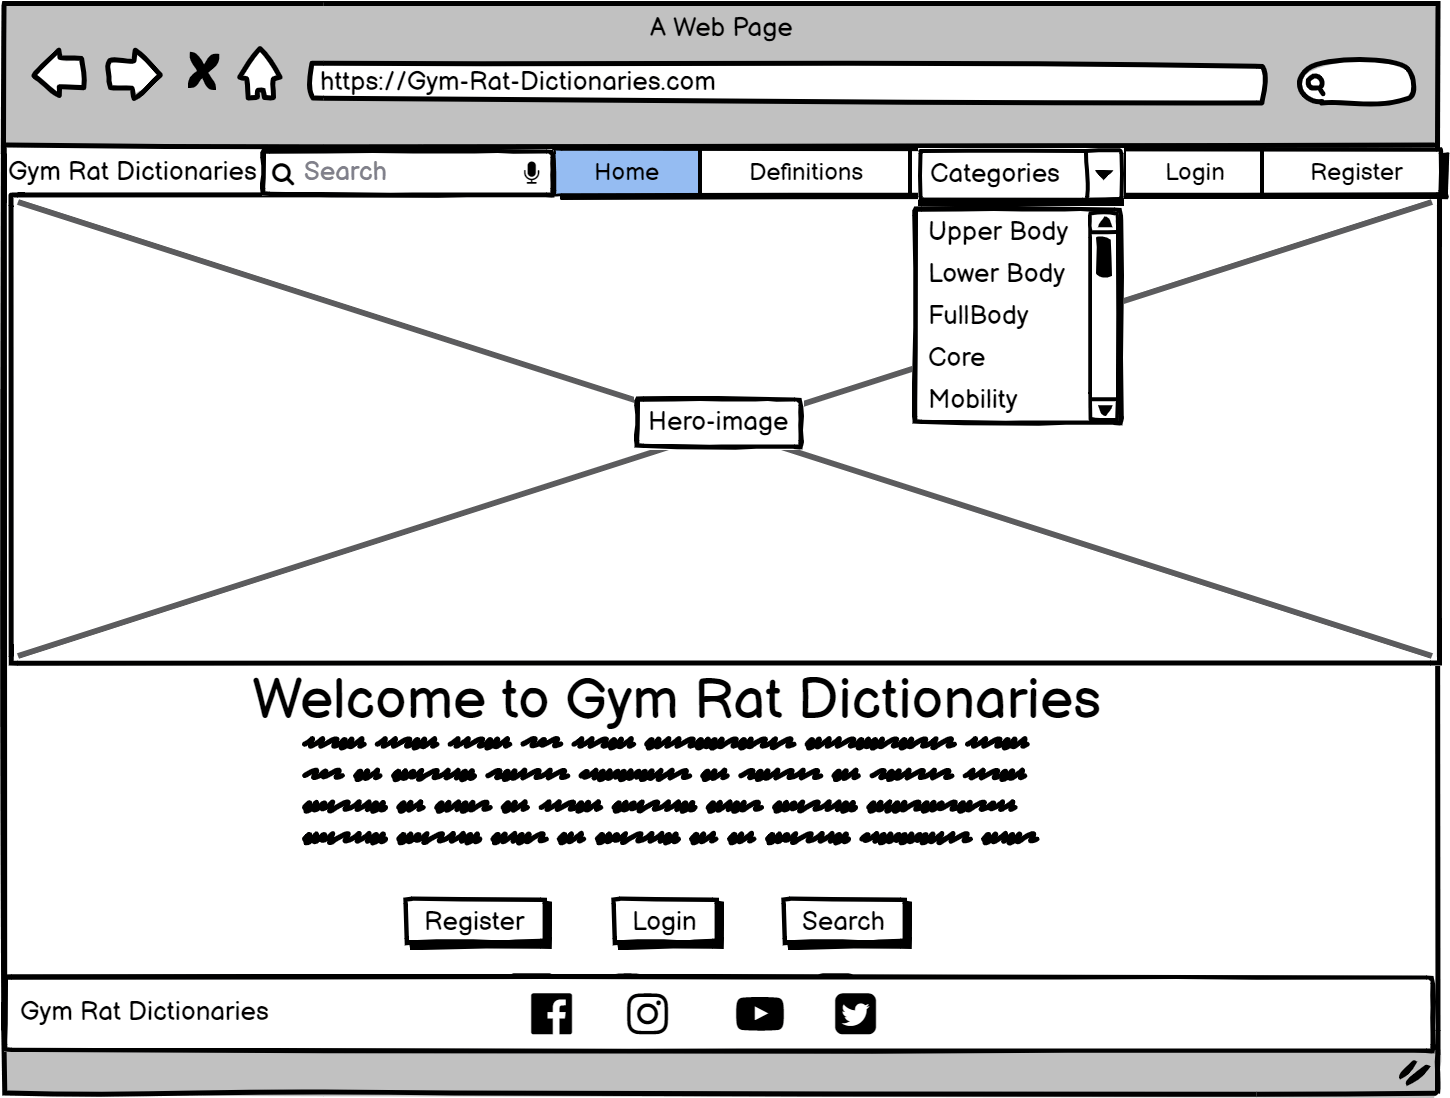 A Web Page
https://Gym-Rat-Dictionaries.com
Gym Rat Dictionaries Search Home Definitions Categories Login Register
Upper Body
Lower Body
FullBody
Core
Mobility
Hero-image
Welcome to Gym Rat Dictionaries
Register Login Search
Gym Rat Dictionaries